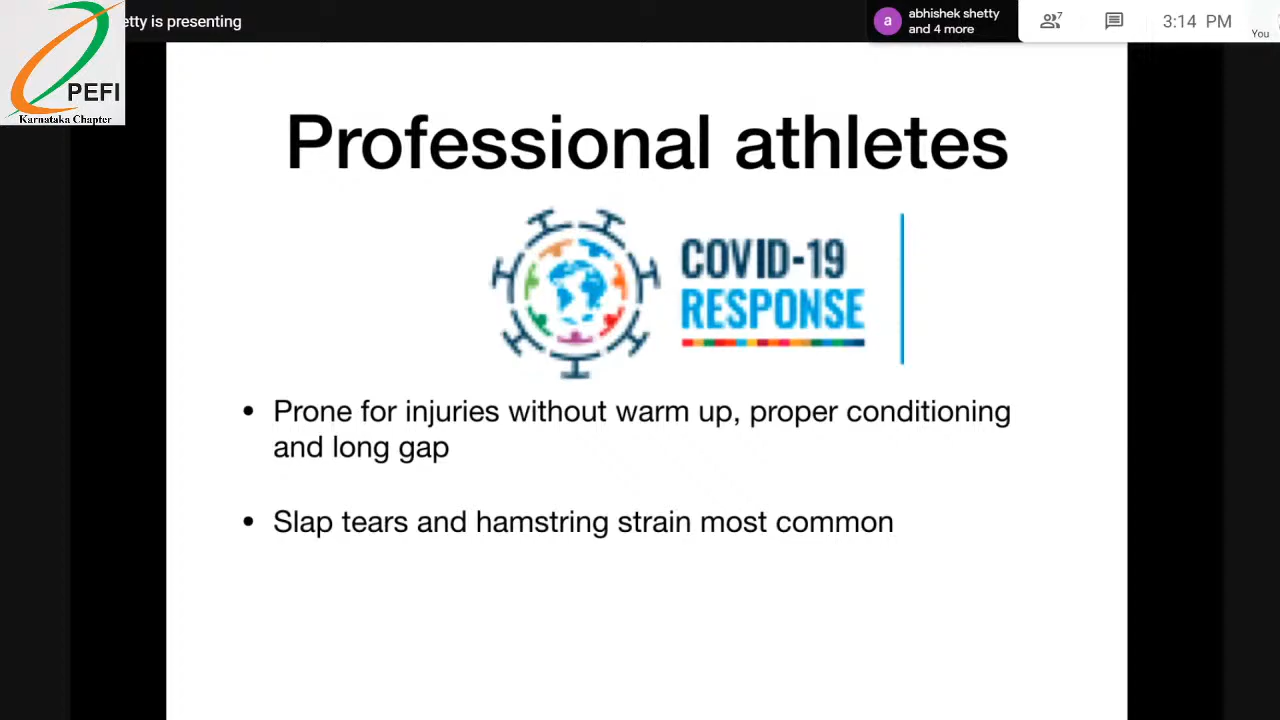 etty is presenting
abhishek shetty
and 4 more
a
7
3:14 PM
You
PEFI
Karnataka Chapter
Professional athletes
COVID-19
RESPONSE
• Prone for injuries without warm up, proper conditioning
and long gap
• Slap tears and hamstring strain most common